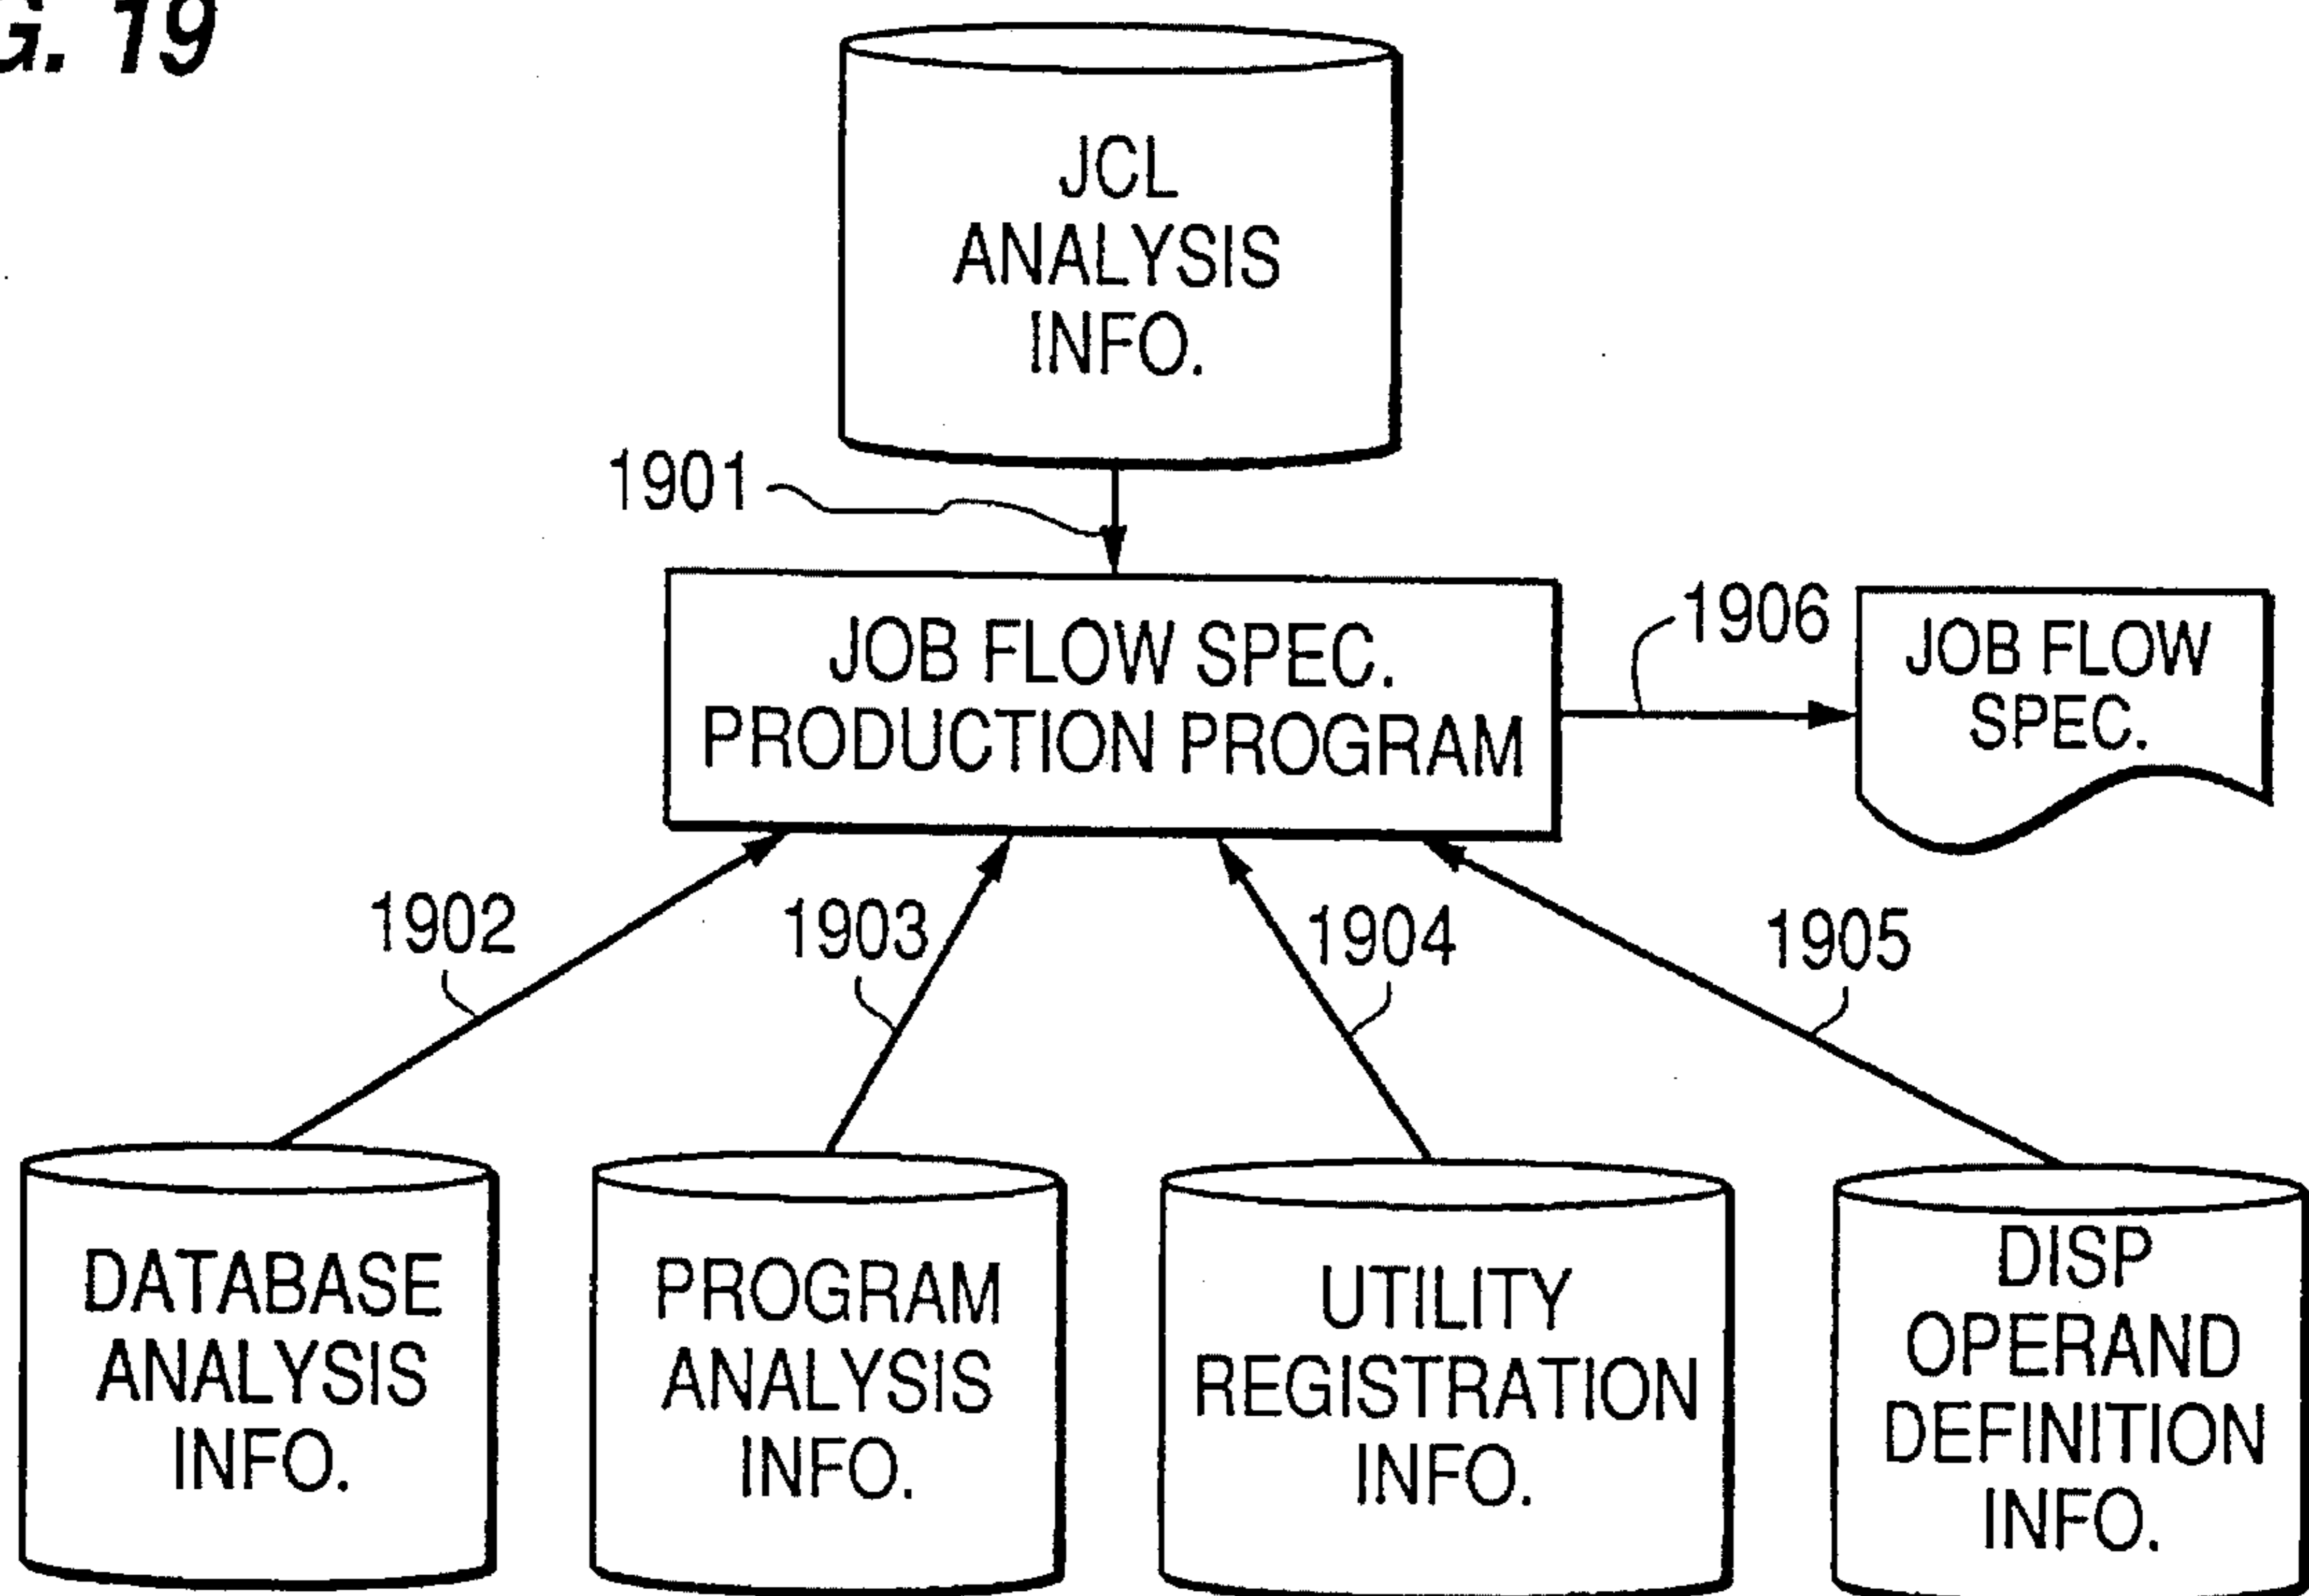 G. 19
JCL
ANALYSIS
INFO.
1901
JOB FLOW SPEC.
PRODUCTION PROGRAM
1906
JOB FLOW
SPEC.
1902
1903
1904
1905
DATABASE
ANALYSIS
INFO.
PROGRAM
ANALYSIS
INFO.
UTILITY
REGISTRATION
INFO.
DISP
OPERAND
DEFINITION
INFO.